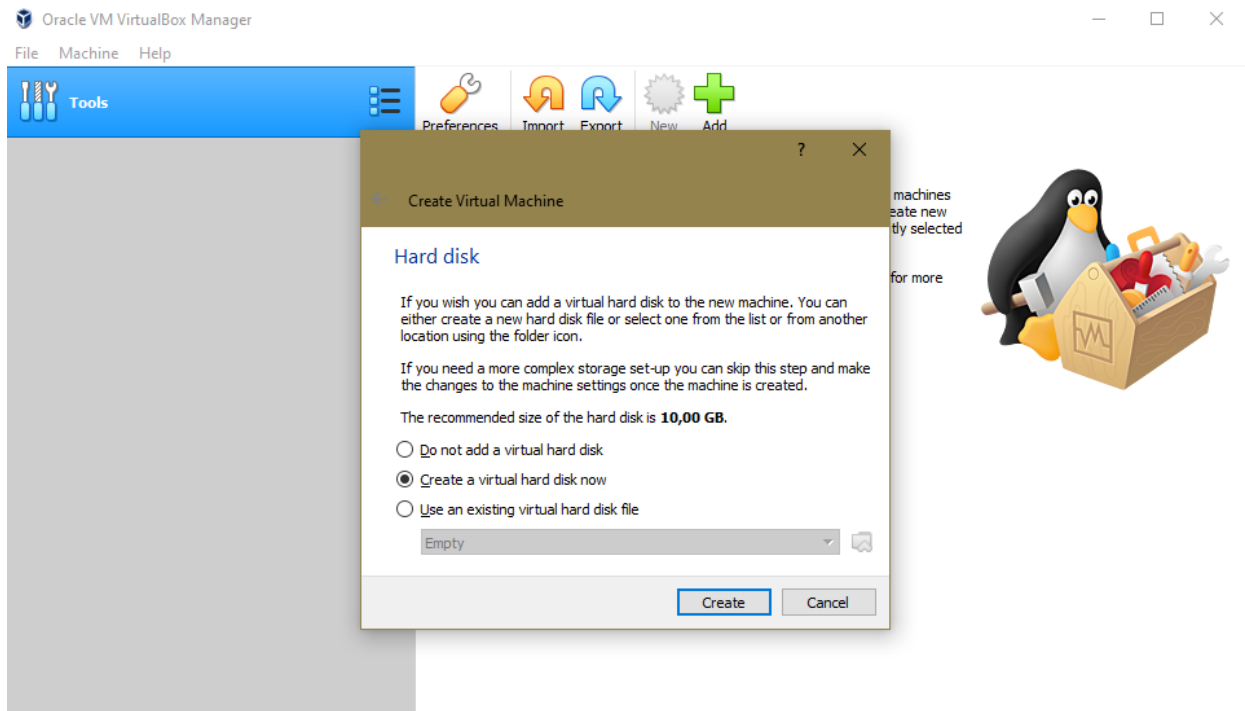 Oracle VM VirtualBox Manager
File Machine Help
Tools
Preferences Import Export New Add
? 
Create Virtual Machine
machines
eate new
tly selected
for more
Hard disk
If you wish you can add a virtual hard disk to the new machine. You can
either create a new hard disk file or select one from the list or from another
location using the folder icon.
If you need a more complex storage set-up you can skip this step and make
the changes to the machine settings once the machine is created.
The recommended size of the hard disk is 10,00 GB.
Do not add a virtual hard disk
Create a virtual hard disk now
Use an existing virtual hard disk file
Empty
Create Cancel